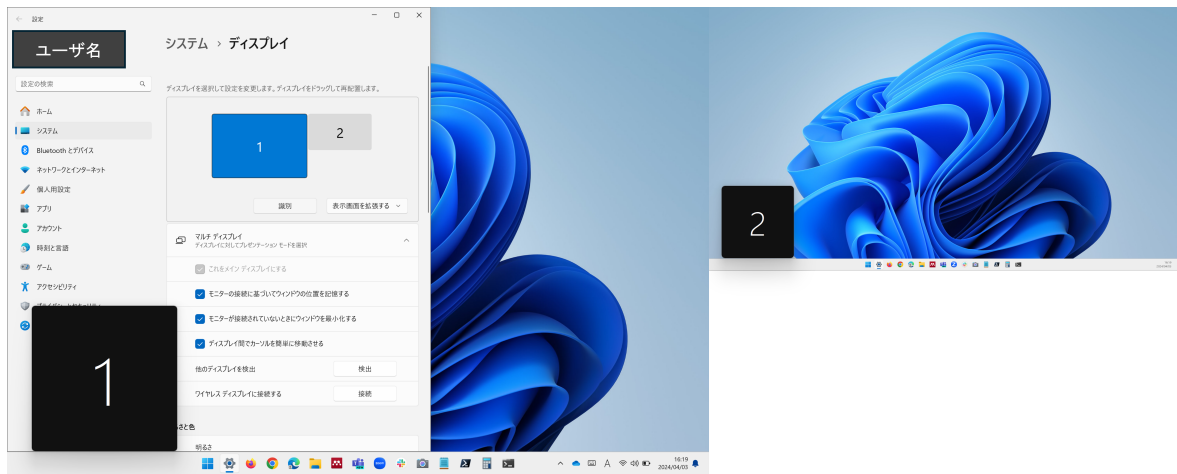 設定
ユーザ名
システム › ディスプレイ
設定の検索
ディスプレイを選択して設定を変更します。ディスプレイをドラッグして再配置します。
ホーム
システム
Bluetooth とデバイス
ネットワークとインターネット
個人用設定
アプリ
アカウント
時刻と言語
ゲーム
アクセシビリティ
1
2
識別
表示画面を拡張する
マルチ ディスプレイ
ディスプレイに対してプレゼンテーション モードを選択
これをメイン ディスプレイにする
モニターの接続に基づいてウィンドウの位置を記憶する
モニターが接続されていないときにウィンドウを最小化する
ディスプレイ間でカーソルを簡単に移動させる
他のディスプレイを検出
検出
ワイヤレス ディスプレイに接続する
接続
るさと色
明るさ
1
A
16:19
2024/04/03
2